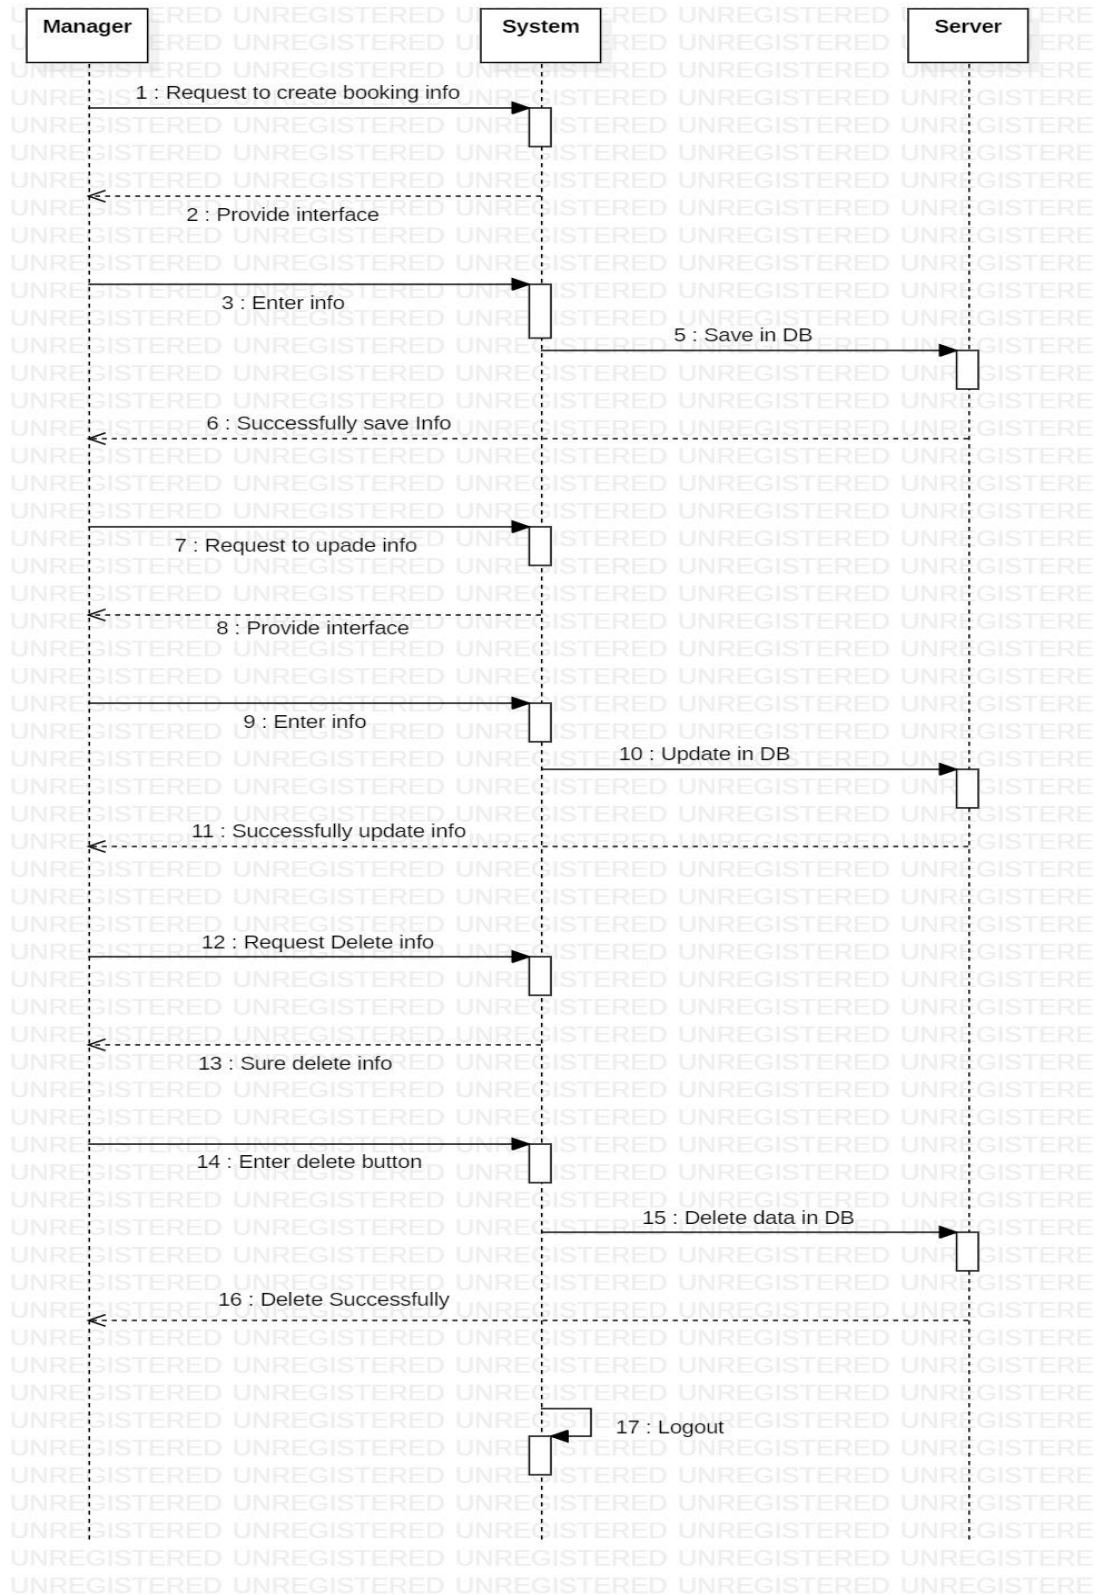 Manager
System
Server
1 : Request to create booking info
2 : Provide interface
3 : Enter info
5 : Save in DB
6 : Successfully save Info
7 : Request to upade info
8 : Provide interface
9 : Enter info
10 : Update in DB
11 : Successfully update info
12 : Request Delete info
13 : Sure delete info
14 : Enter delete button
15 : Delete data in DB
16 : Delete Successfully
17 : Logout
UNREGISTERED